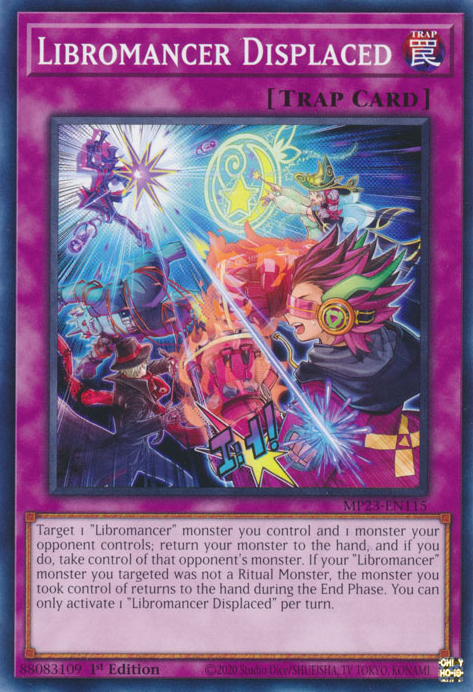 LIBROMANCER DISPLACED
TRAP
罠
[TRAP CARD]
MP23-EN115
Target 1 "Libromancer" monster you control and 1 monster your
opponent controls; return your monster to the hand, and if you
do, take control of that opponent's monster. If your "Libromancer"
monster you targeted was not a Ritual Monster, the monster you
took control of returns to the hand during the End Phase. You can
only activate 1 "Libromancer Displaced" per turn.
88083109 1st Edition
©2020 Studio Dice/SHUEISHA, TV TOKYO, KONAMI